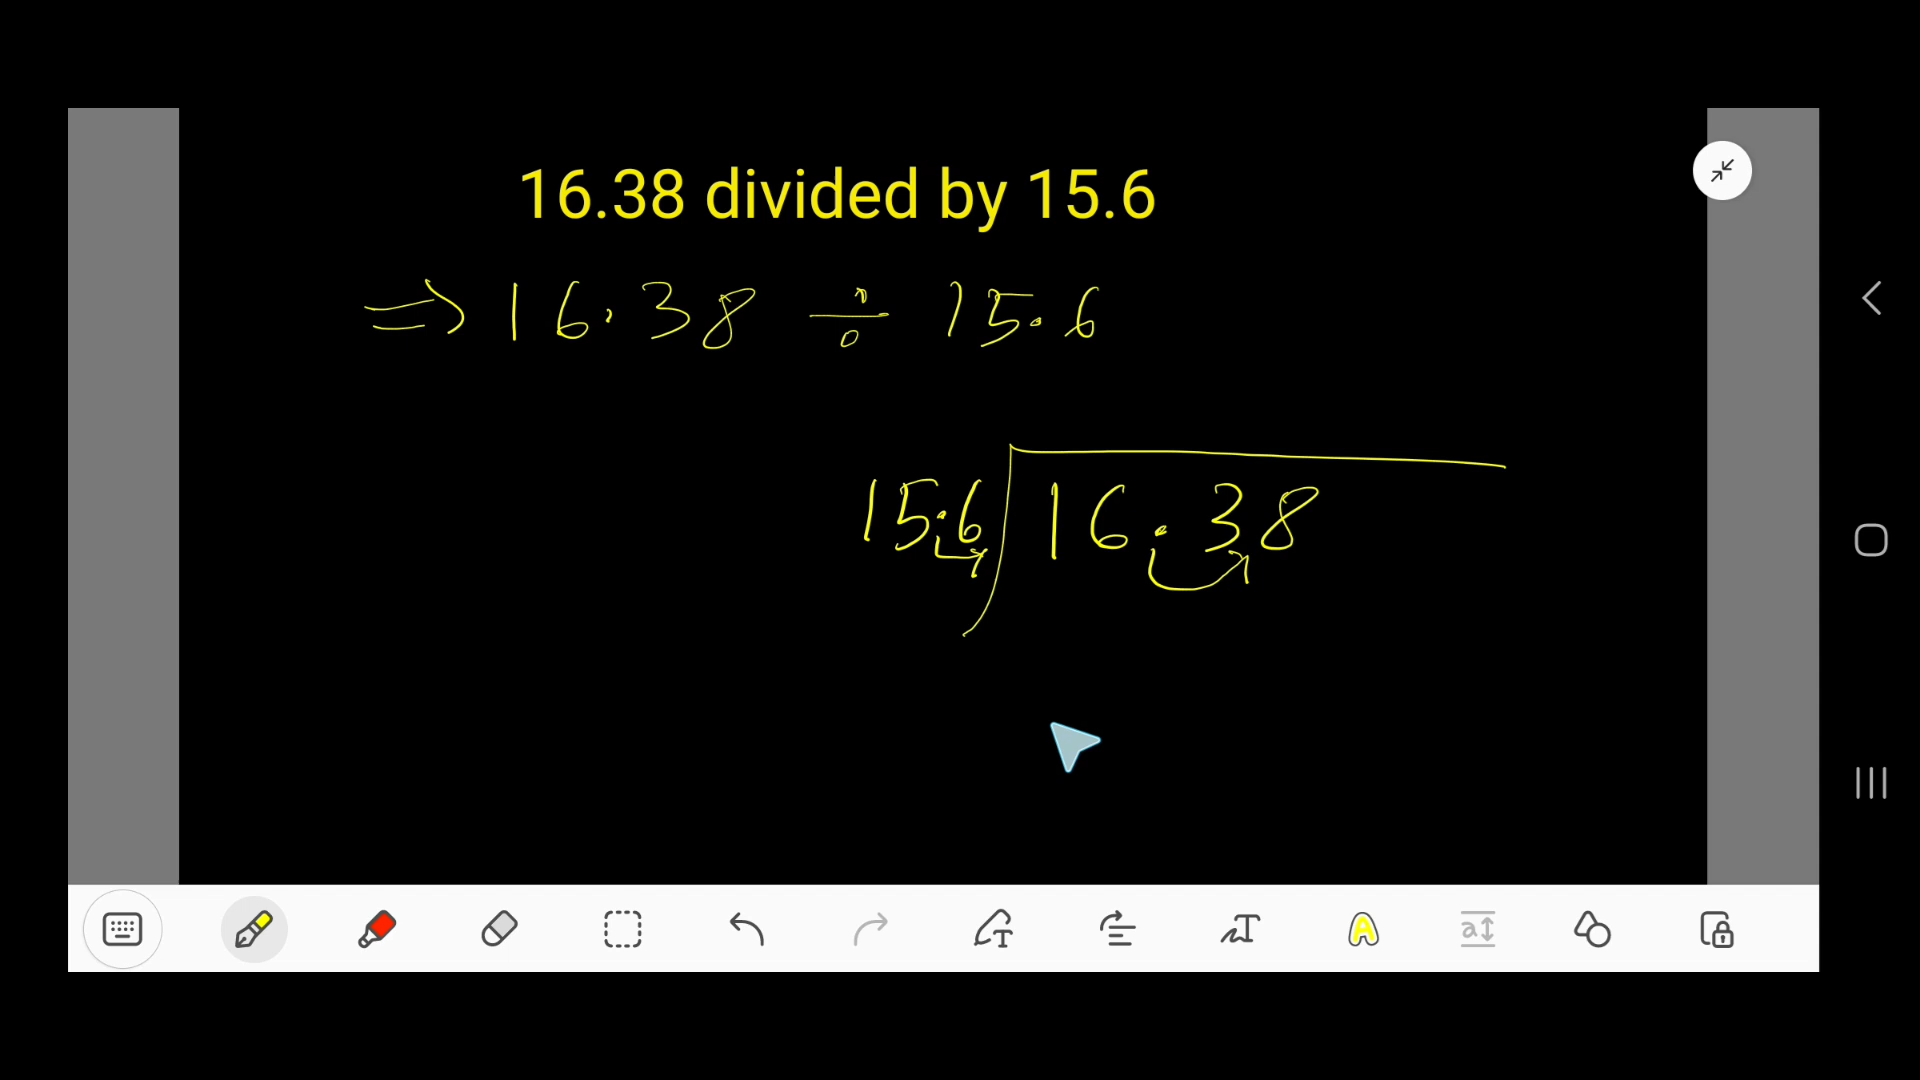 16.38 divided by 15.6
⇒ 16.38 ÷ 15.6
15.6 16.38